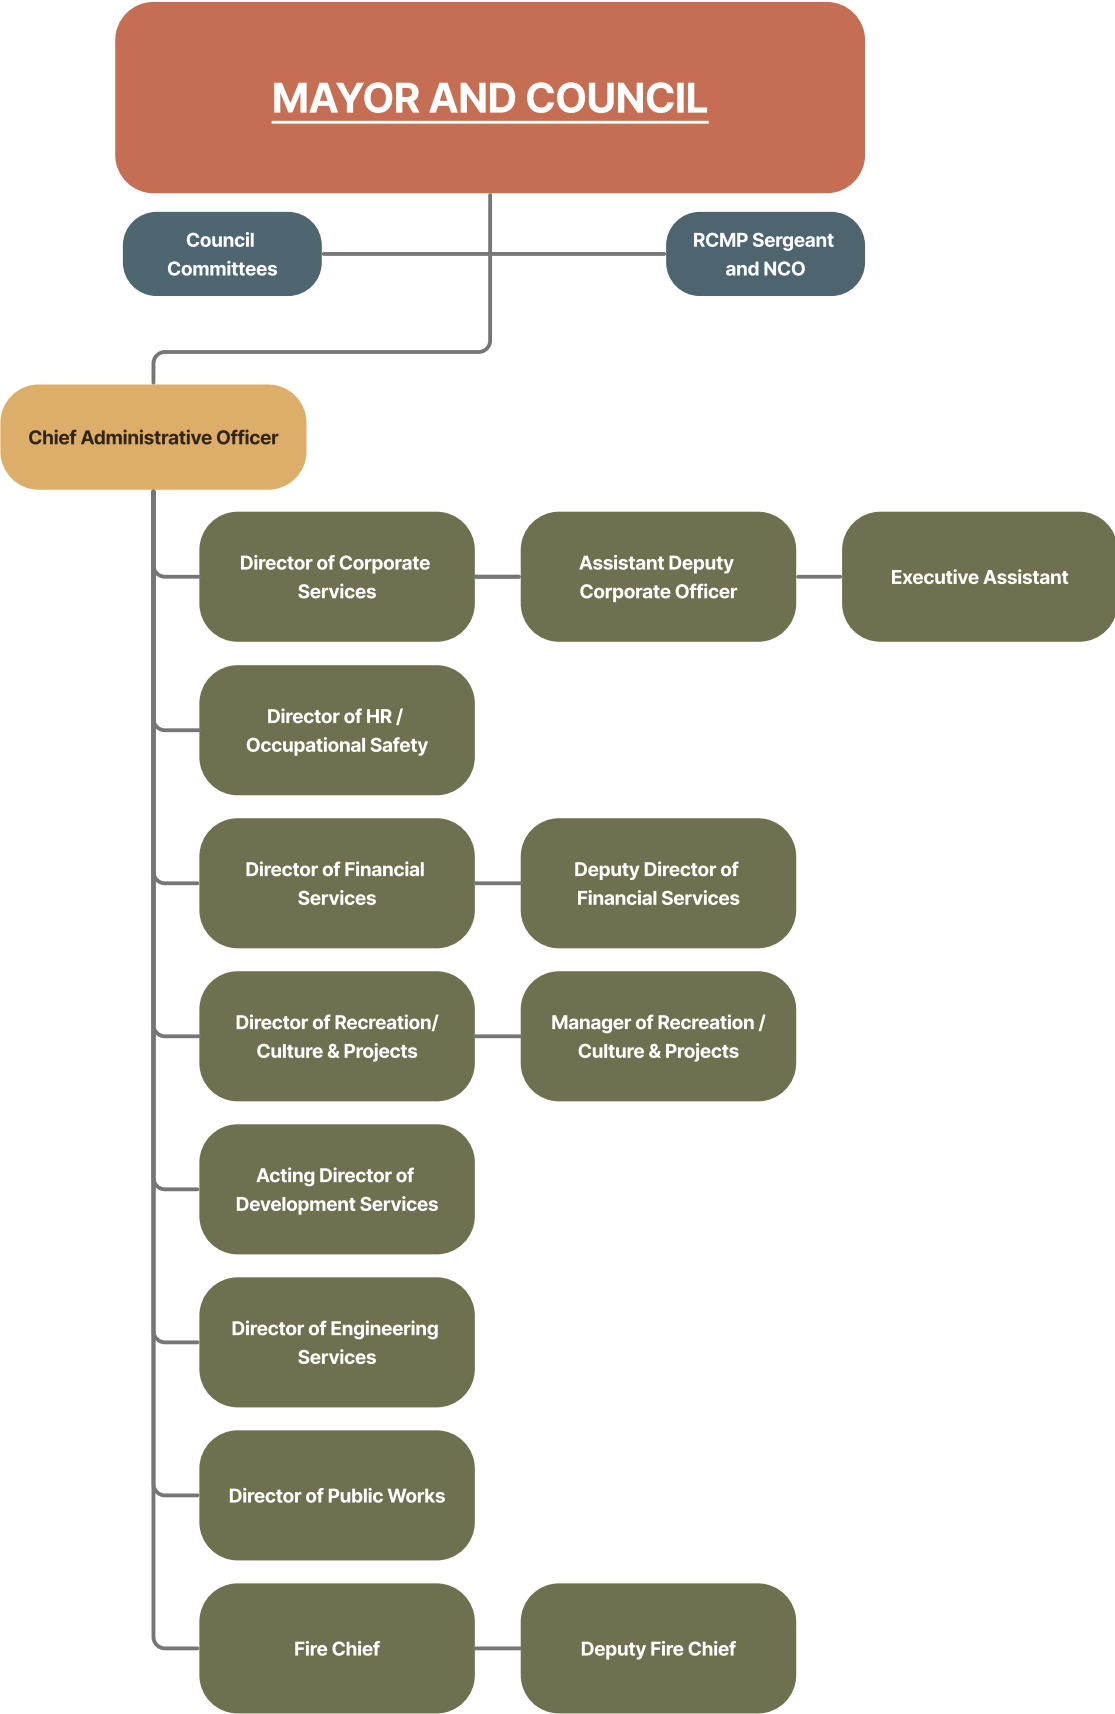 MAYOR AND COUNCIL
Council
Committees
RCMP Sergeant
and NCO
Chief Administrative Officer
Director of Corporate
Services
Assistant Deputy
Corporate Officer
Executive Assistant
Director of HR /
Occupational Safety
Director of Financial
Services
Deputy Director of
Financial Services
Director of Recreation/
Culture & Projects
Manager of Recreation /
Culture & Projects
Acting Director of
Development Services
Director of Engineering
Services
Director of Public Works
Fire Chief
Deputy Fire Chief